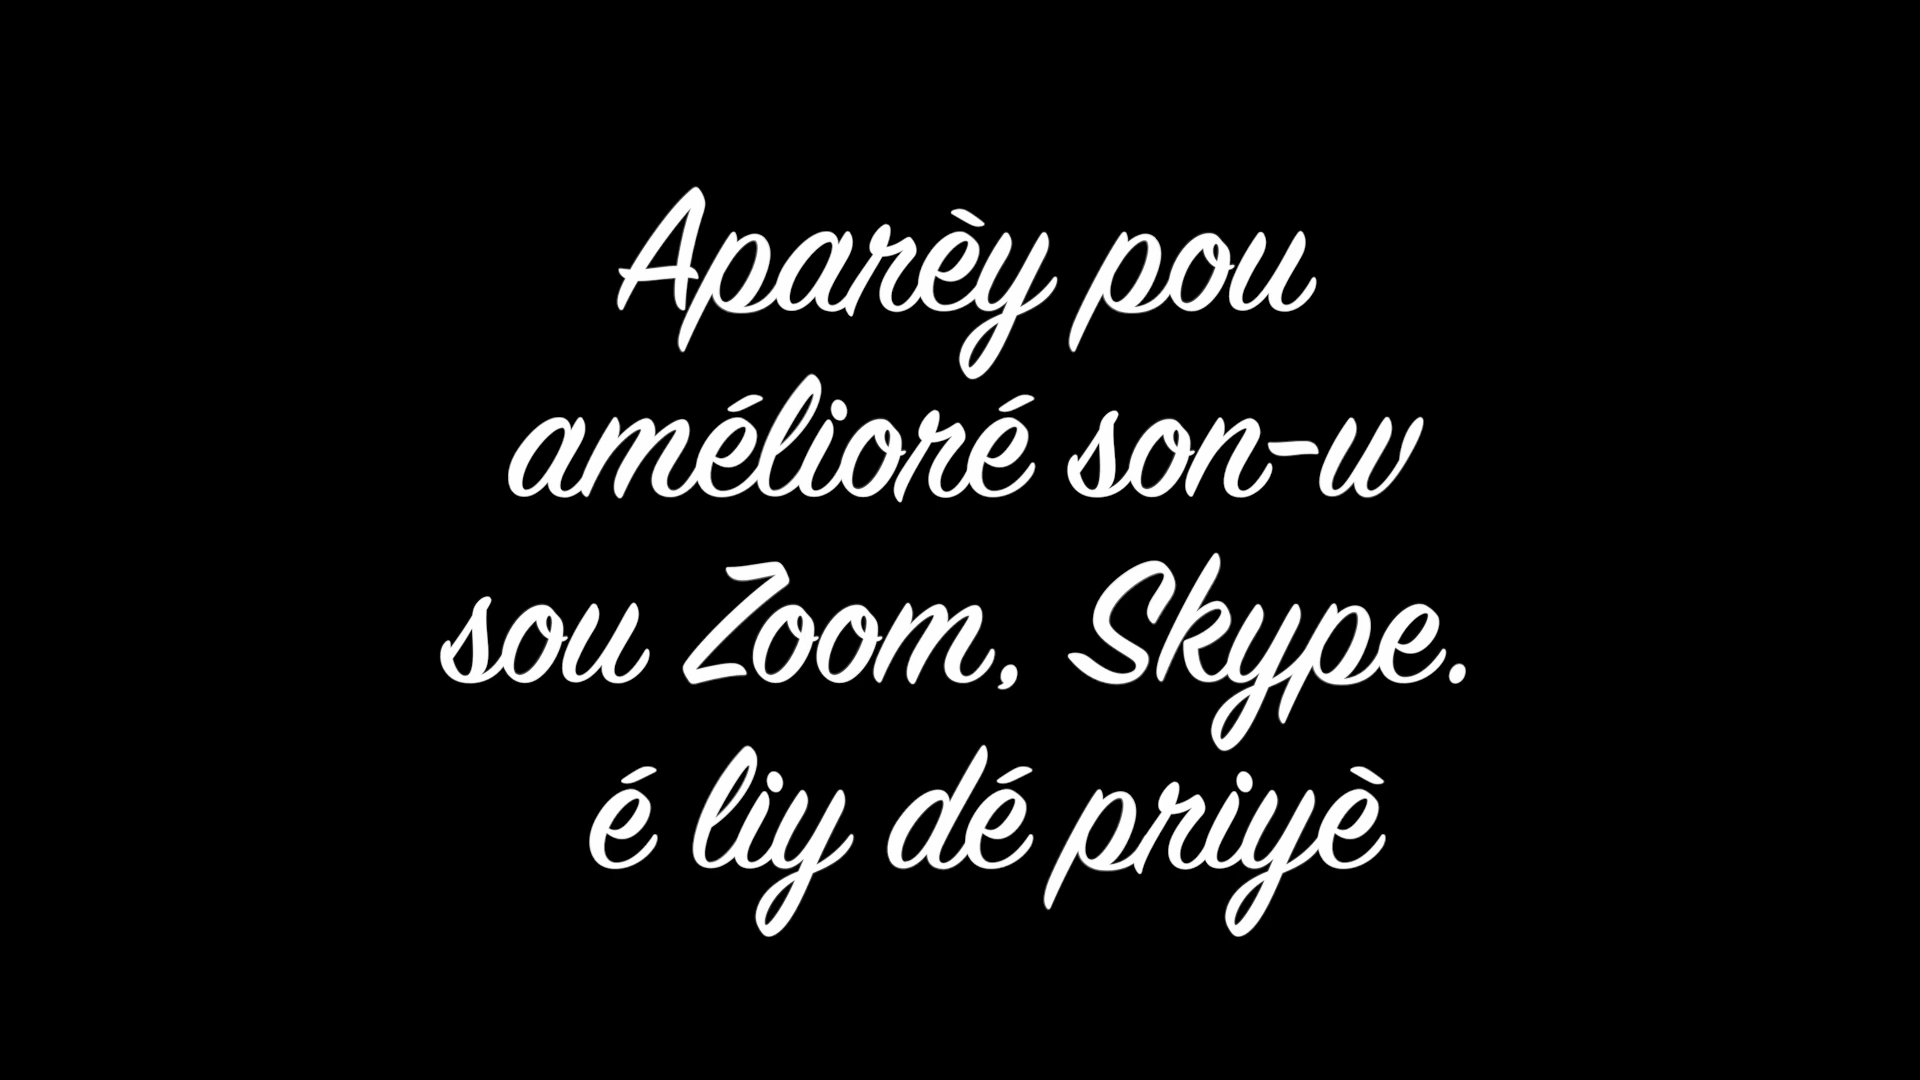 Aparèy pou
amélioré son-w
sou Zoom, Skype.
é liy dé priyè